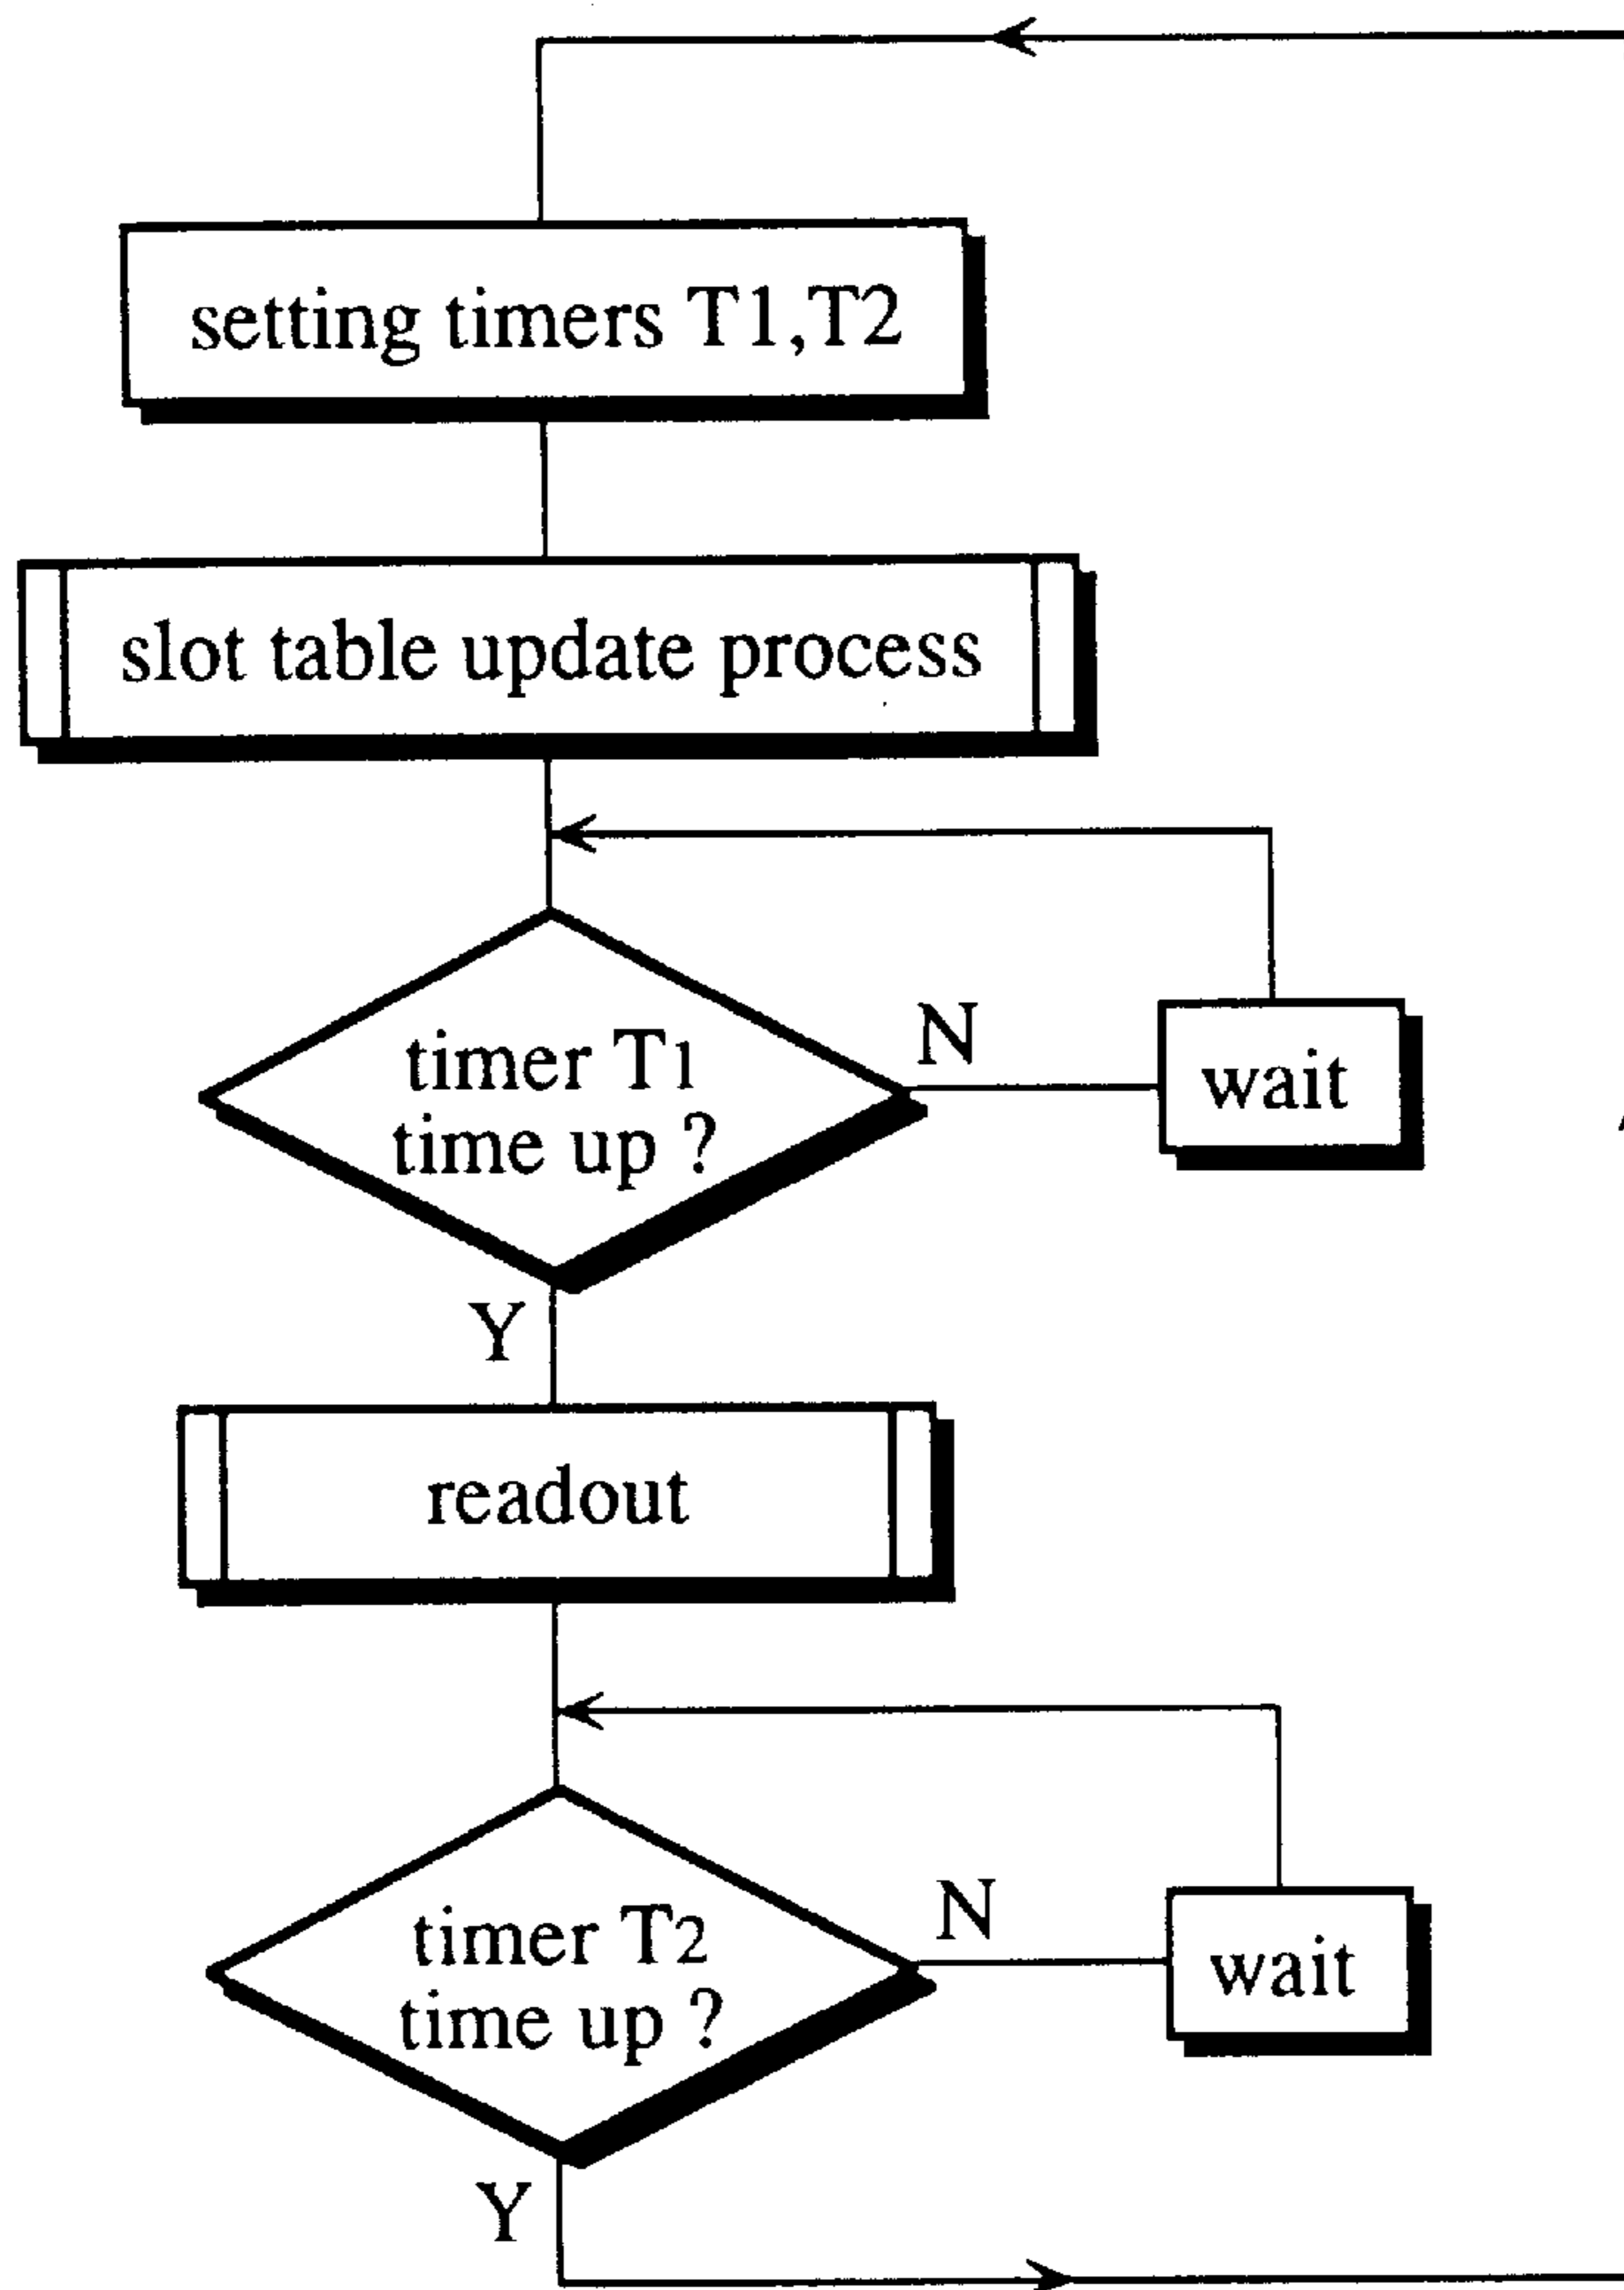 setting timers T1,T2
slot table update process
timer T1
time up ?
N
wait
Y
readout
timer T2
time up ?
N
wait
Y